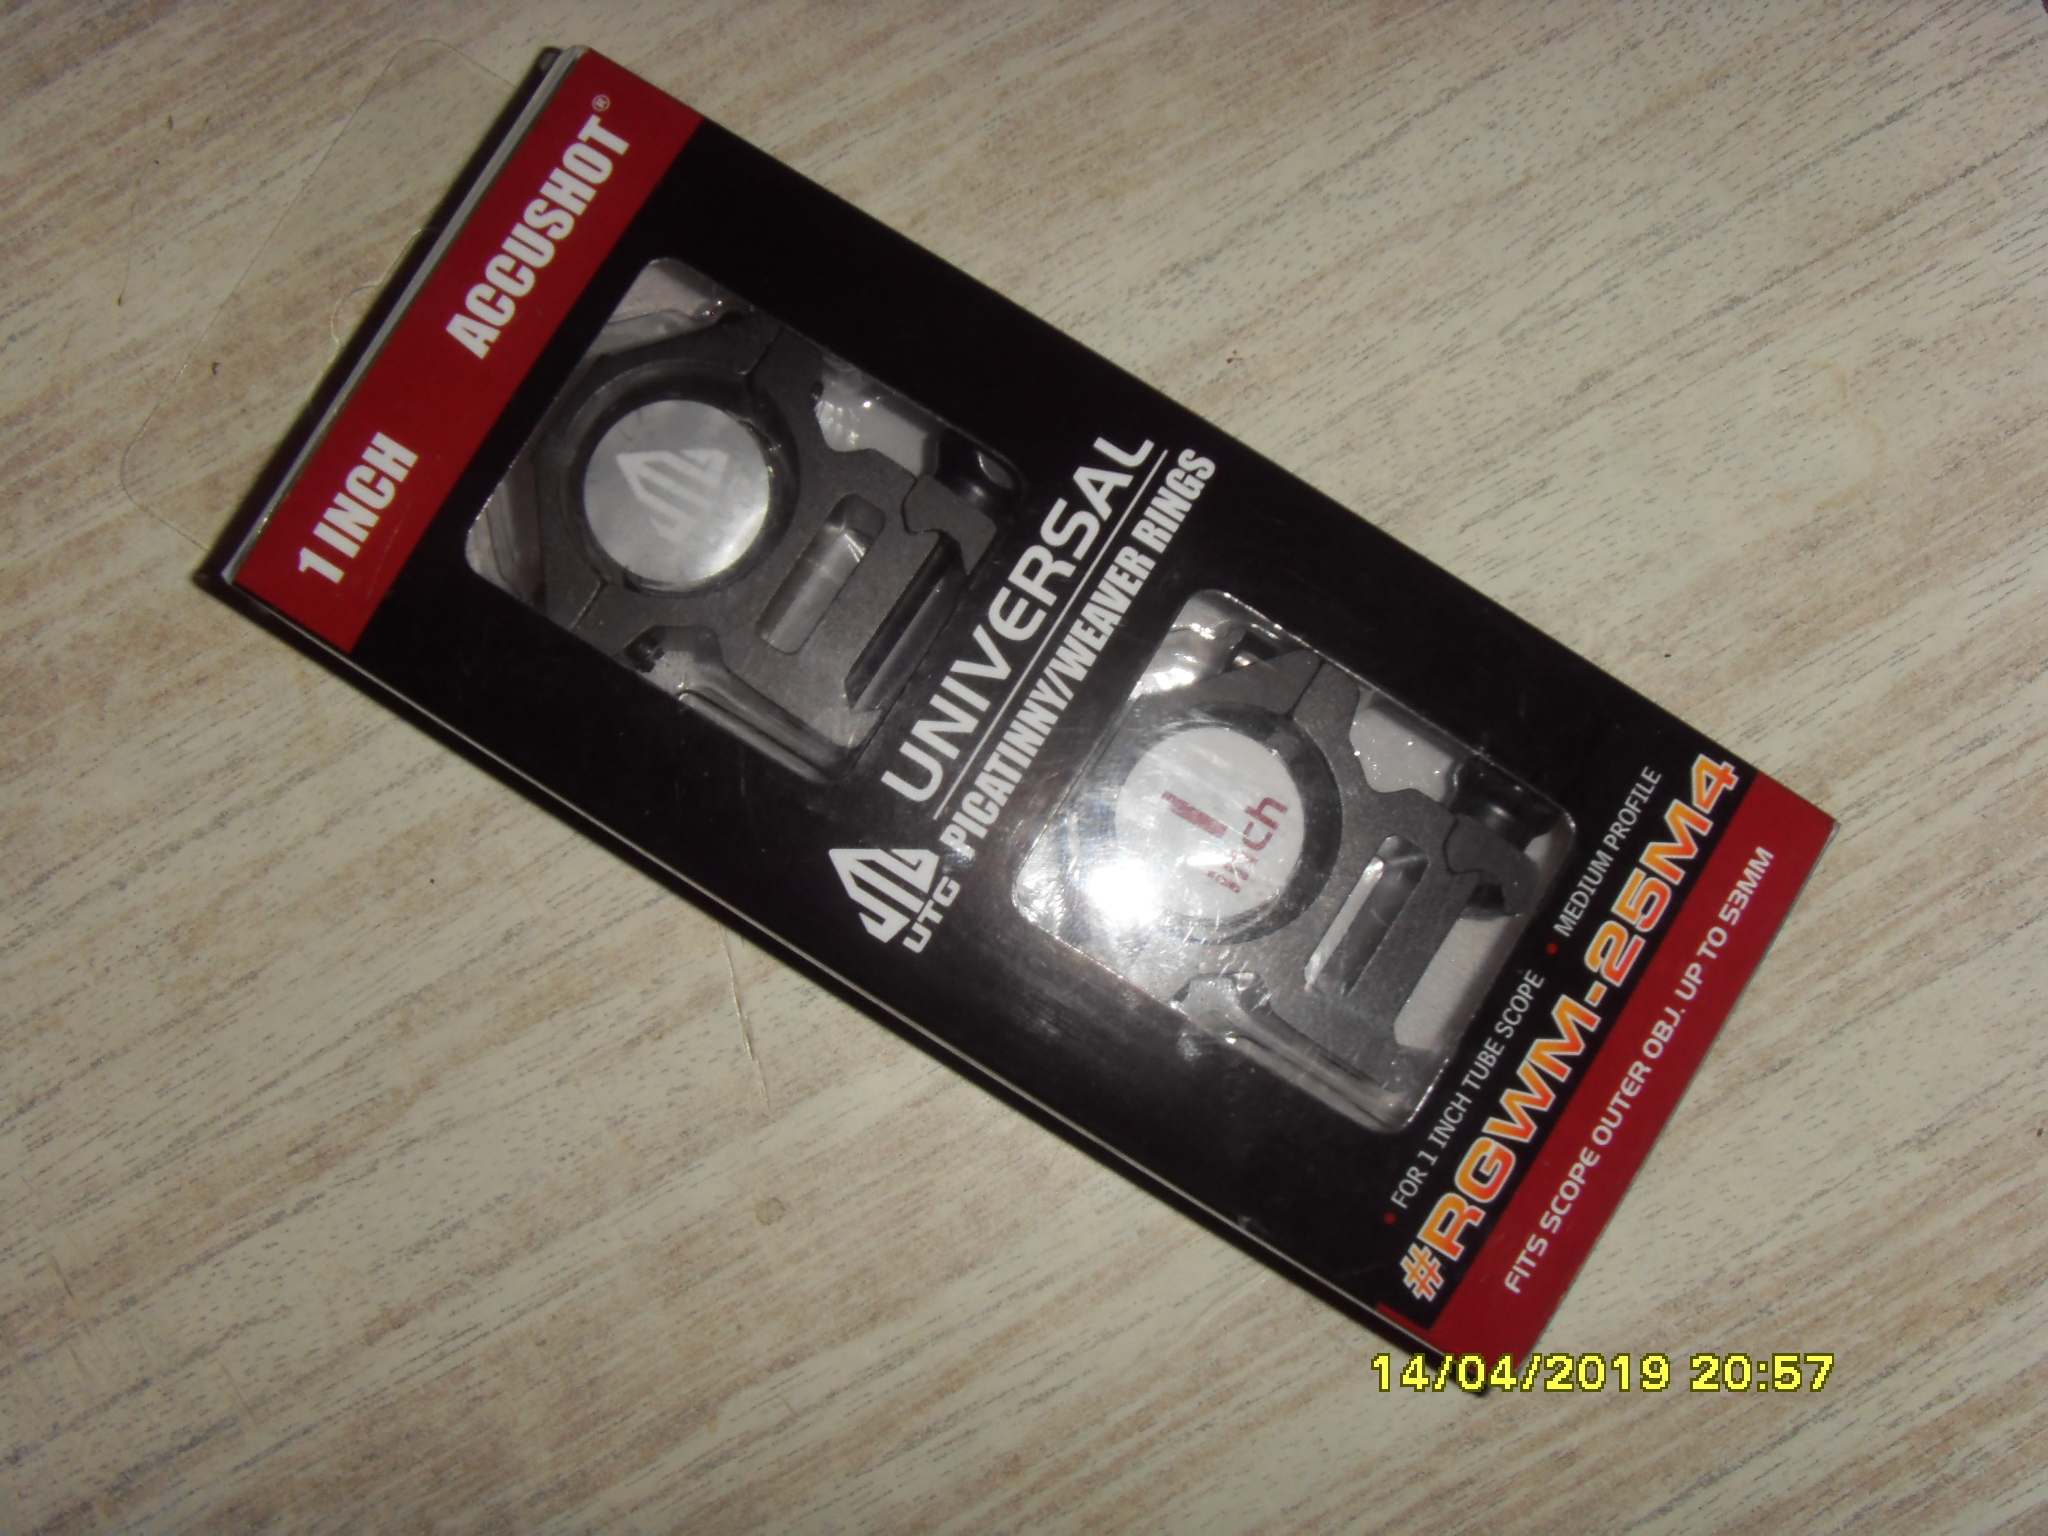 1 INCH ACCUSHOT®
UNIVERSAL
PICATINNY/WEAVER RINGS
UTG
1
inch
• FOR 1 INCH TUBE SCOPE • MEDIUM PROFILE
#RGWM-25M4
FITS SCOPE OUTER OBJ. UP TO 53MM
14/04/2019 20:57